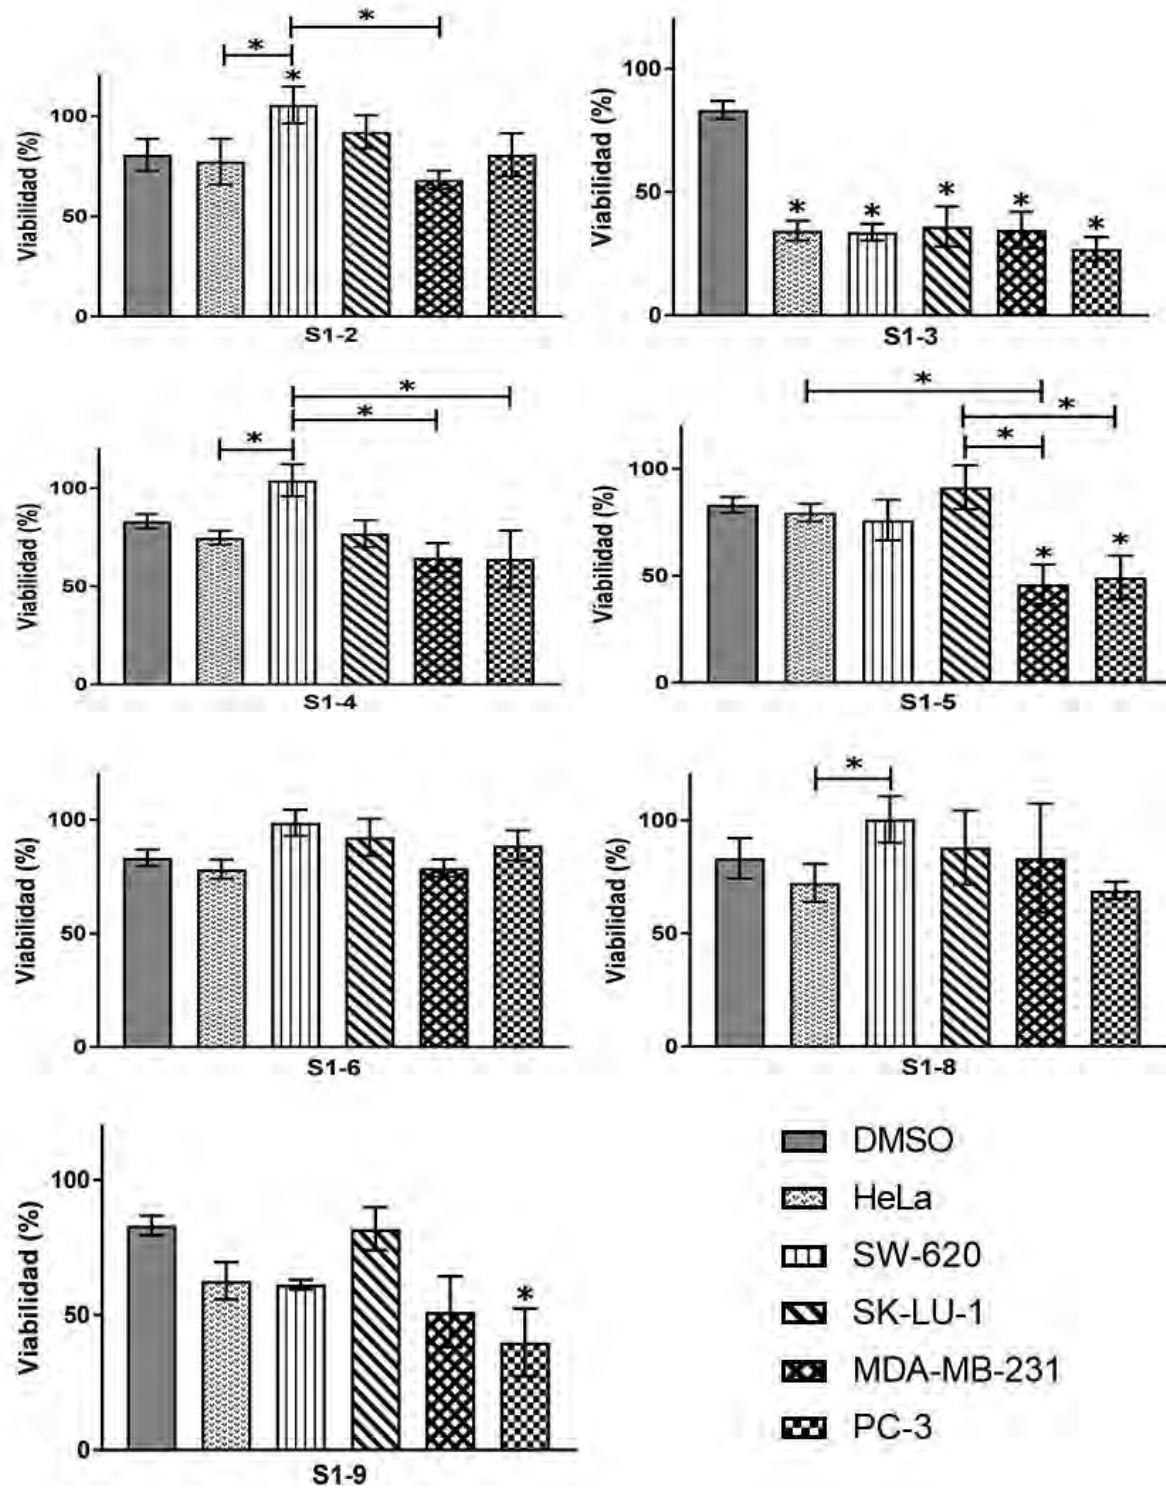 *
*
*
100
50
0
Viabilidad (%)
S1-2
100
50
0
Viabilidad (%)
*
*
*
*
*
S1-3
*
*
*
100
50
0
Viabilidad (%)
S1-4
*
*
*
100
50
0
Viabilidad (%)
*
*
S1-5
100
50
0
Viabilidad (%)
S1-6
*
100
50
0
Viabilidad (%)
S1-8
100
50
0
Viabilidad (%)
*
S1-9
DMSO
HeLa
SW-620
SK-LU-1
MDA-MB-231
PC-3